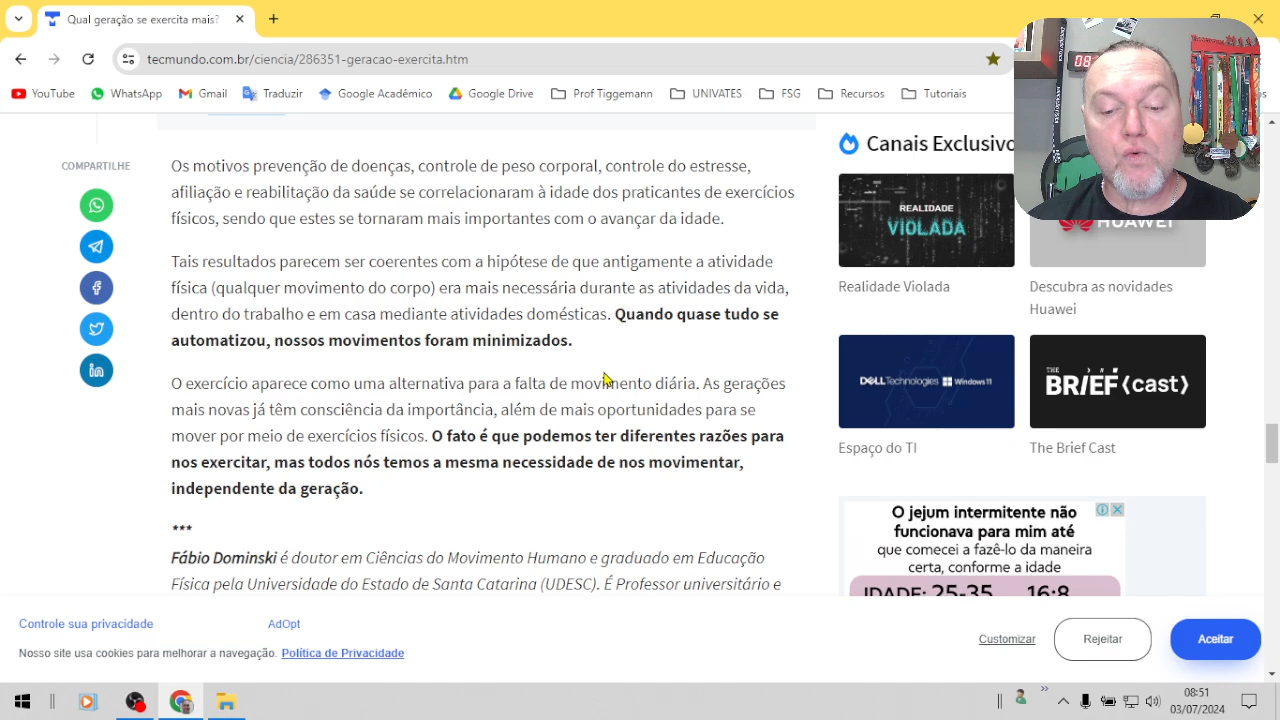 Qual geração se exercita mais?
tecmundo.com.br/ciencia/286351-geracao-exercita.htm
YouTube
WhatsApp
Gmail
Traduzir
Google Acadêmico
Google Drive
Prof Tiggemann
UNIVATES
FSG
Recursos
Tutoriais
COMPARTILHE
Os motivos prevenção de doenças, controle de peso corporal, controle do estresse,
afiliação e reabilitação da saúde se correlacionaram à idade dos praticantes de exercícios
físicos, sendo que estes se tornaram mais importantes com o avançar da idade.
Tais resultados parecem ser coerentes com a hipótese de que antigamente a atividade
física (qualquer movimento do corpo) era mais necessária durante as atividades da vida,
dentro do trabalho e em casa mediante atividades domésticas. Quando quase tudo se
automatizou, nossos movimentos foram minimizados.
O exercício aparece como uma alternativa para a falta de movimento diária. As gerações
mais novas já têm consciência da importância, além de mais oportunidades para se
mover por meio de exercícios físicos. O fato é que podemos ter diferentes razões para
nos exercitar, mas todos nós temos a mesma necessidade de nos movimentar,
independente da geração.
***
Fábio Dominski é doutor em Ciências do Movimento Humano e graduado em Educação
Física pela Universidade do Estado de Santa Catarina (UDESC). É Professor universitário e
Canais Exclusivo
REALIDADE
VIOLADA
HUAWEI
Realidade Violada
Descubra as novidades
Huawei
DELL Technologies Windows 11
THE
BRIEF (cast)
Espaço do TI
The Brief Cast
O jejum intermitente não
funcionava para mim até
que comecei a fazê-lo da maneira
certa, conforme a idade
IDADE: 25-35 16:8
Controle sua privacidade
AdOpt
Nosso site usa cookies para melhorar a navegação. Política de Privacidade
Customizar
Rejeitar
Aceitar
08:51
03/07/2024